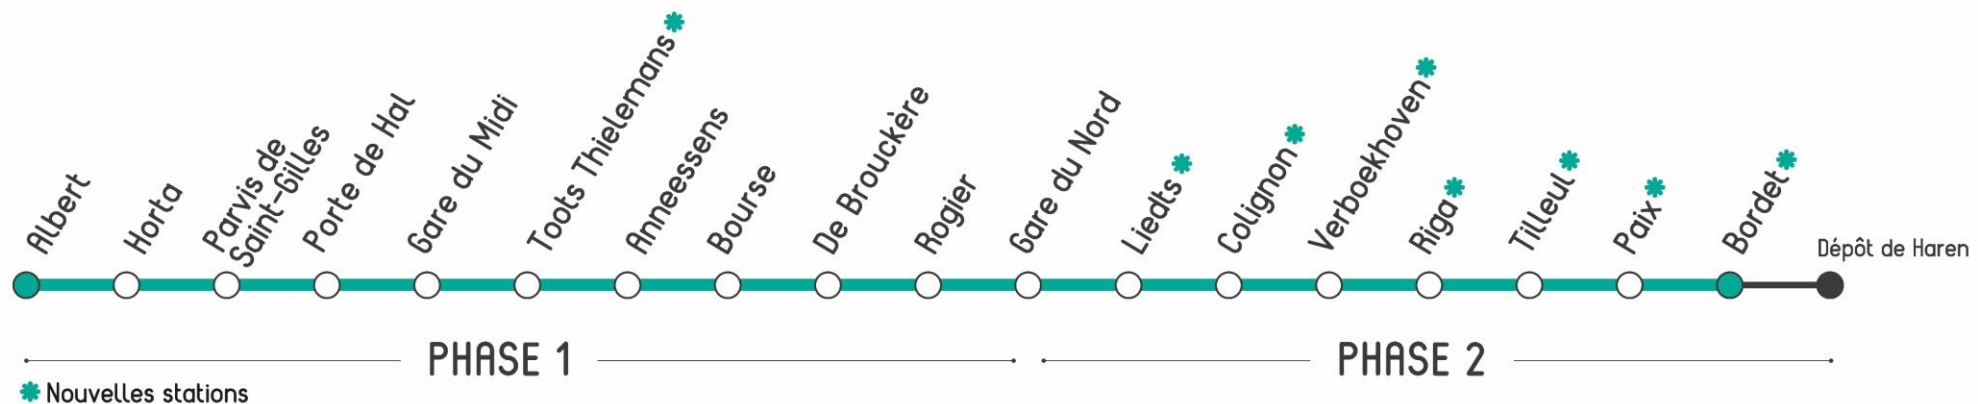 Albert
Horta
Parvis de
Saint-Gilles
Porte de Hal
Gare du Midi
Toots Thielemans*
Anneessens
Bourse
De Brouckère
Rogier
Gare du Nord
Liedts*
Colignon*
Verboekhoven*
Riga*
Tilleul*
Paix*
Bordet*
Dépôt de Haren
PHASE 1
PHASE 2
* Nouvelles stations